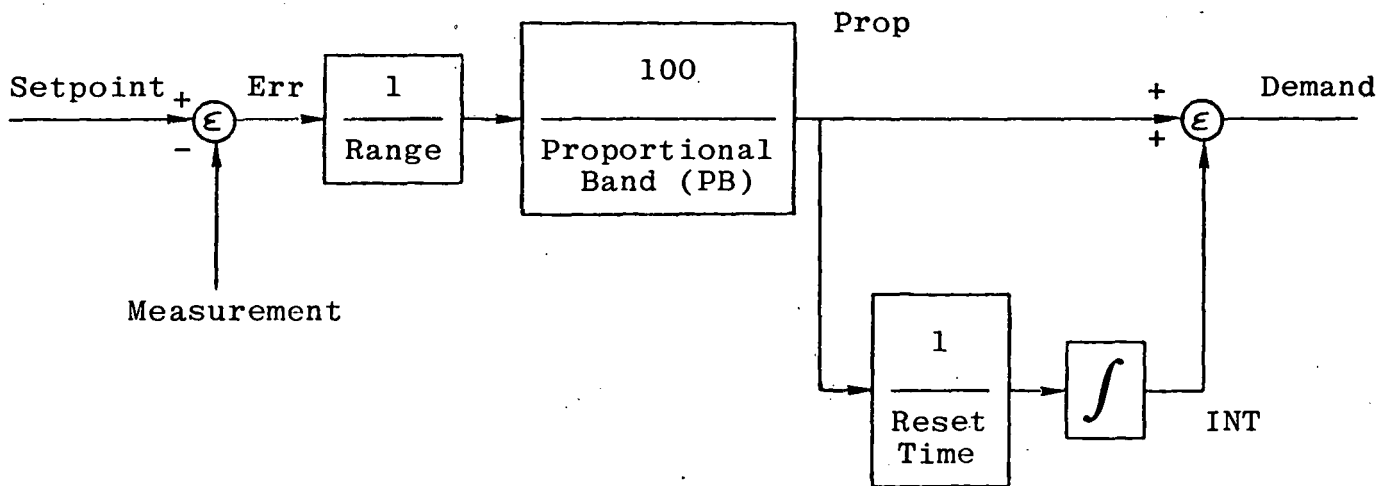 Prop
Setpoint
+
-
ε
Err
1
Range
100
Proportional
Band (PB)
+
+
ε
Demand
Measurement
1
Reset
Time
∫
INT